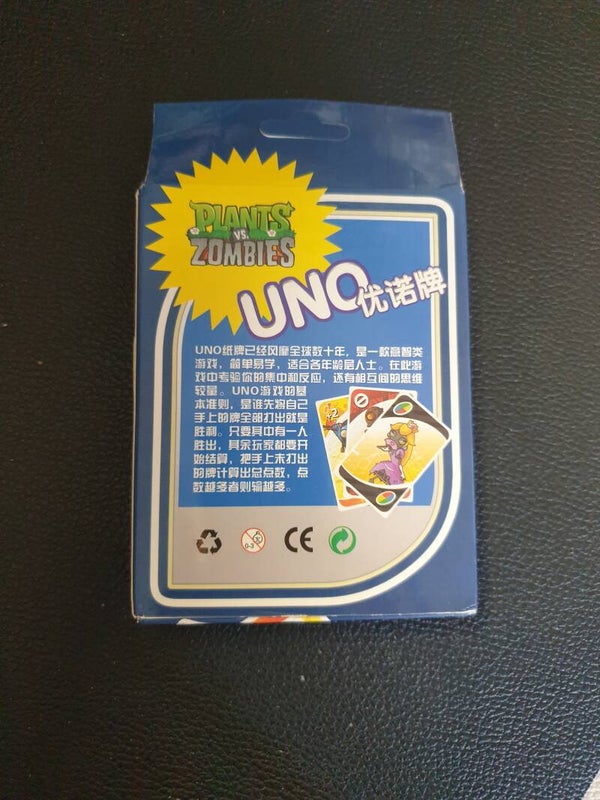 PLANTS
VS.
ZOMBIES
UNO优诺牌
UNO纸牌已经风靡全球数十年，是一款意智类
游戏，简单易学，适合各年龄层人士。在此游
戏中考验你的集中和反应，还有相互间的思维
较量。UNO游戏的基
本准则，是谁先将自己
手上的牌全部打出就是
胜利。只要其中有一人
胜出，其余玩家都要开
始结算，把手上未打出
的牌计算出总点数，点
数越多者则输越多。
+2
0-3
CE